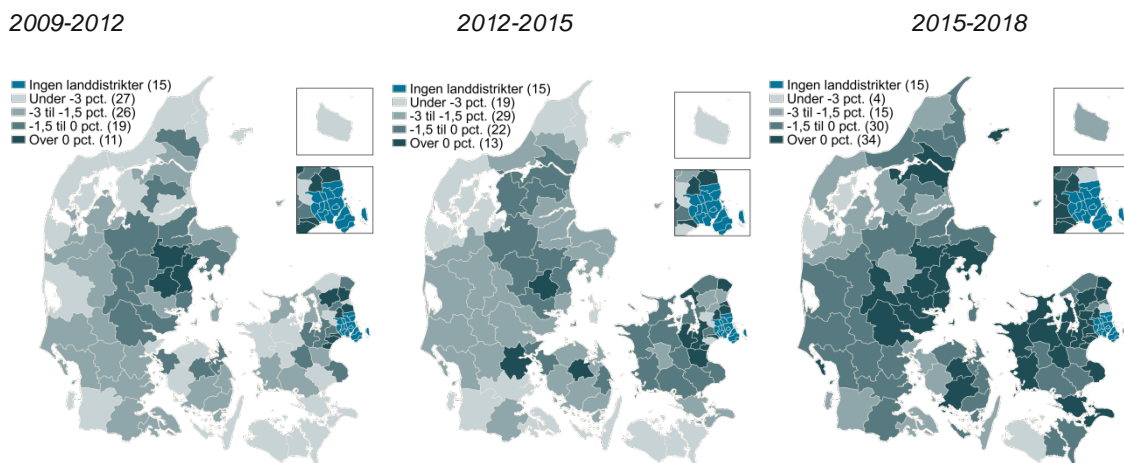 2009-2012
2012-2015
2015-2018
Ingen landdistrikter (15)
Under -3 pct. (27)
-3 til -1,5 pct. (26)
-1,5 til 0 pct. (19)
Over 0 pct. (11)
Ingen landdistrikter (15)
Under -3 pct. (19)
-3 til -1,5 pct. (29)
-1,5 til 0 pct. (22)
Over 0 pct. (13)
Ingen landdistrikter (15)
Under -3 pct. (4)
-3 til -1,5 pct. (15)
-1,5 til 0 pct. (30)
Over 0 pct. (34)